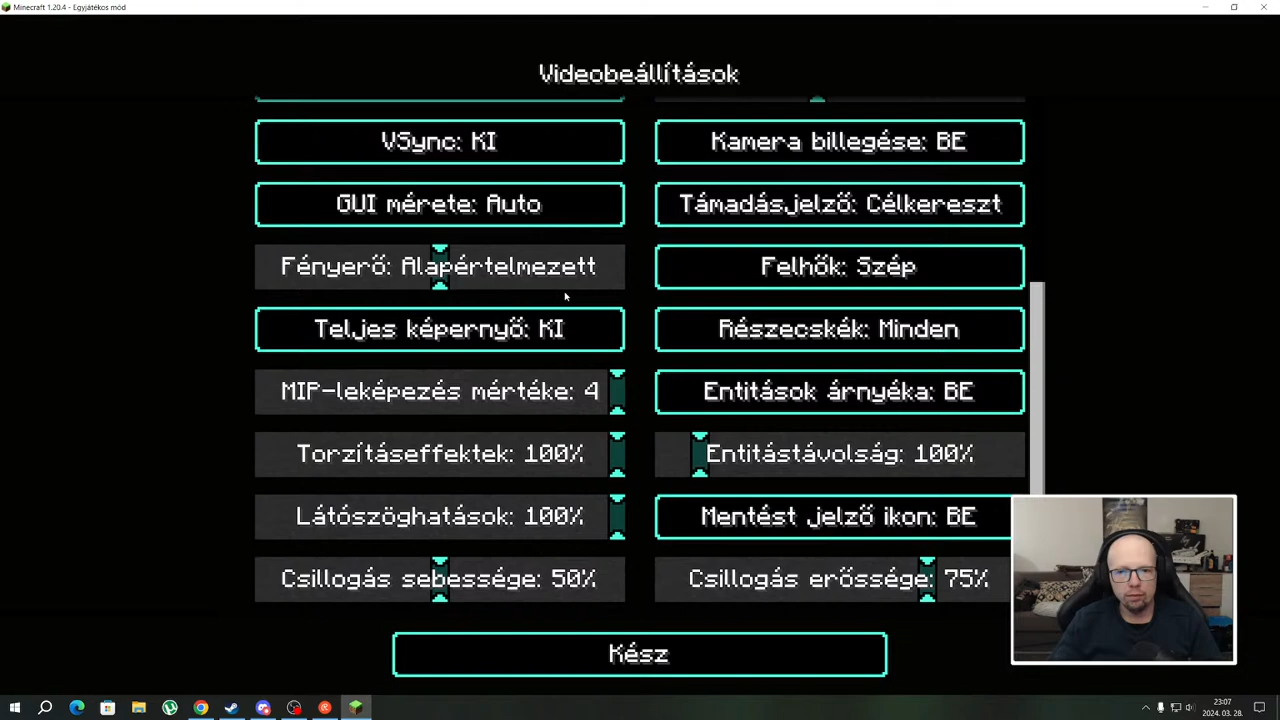 Minecraft 1.20.4 - Egyjátékos mód
Videobeállítások
VSync: KI
Kamera billegése: BE
GUI mérete: Auto
Támadásjelző: Célkereszt
Fényerő: Alapértelmezett
Felhők: Szép
Teljes képernyő: KI
Részecskék: Minden
MIP-leképezés mértéke: 4
Entitások árnyéka: BE
Torzításeffektek: 100%
Entitástávolság: 100%
Látószöghatások: 100%
Mentést jelző ikon: BE
Csillogás sebessége: 50%
Csillogás erőssége: 75%
Kész
23:07
2024. 03. 28.